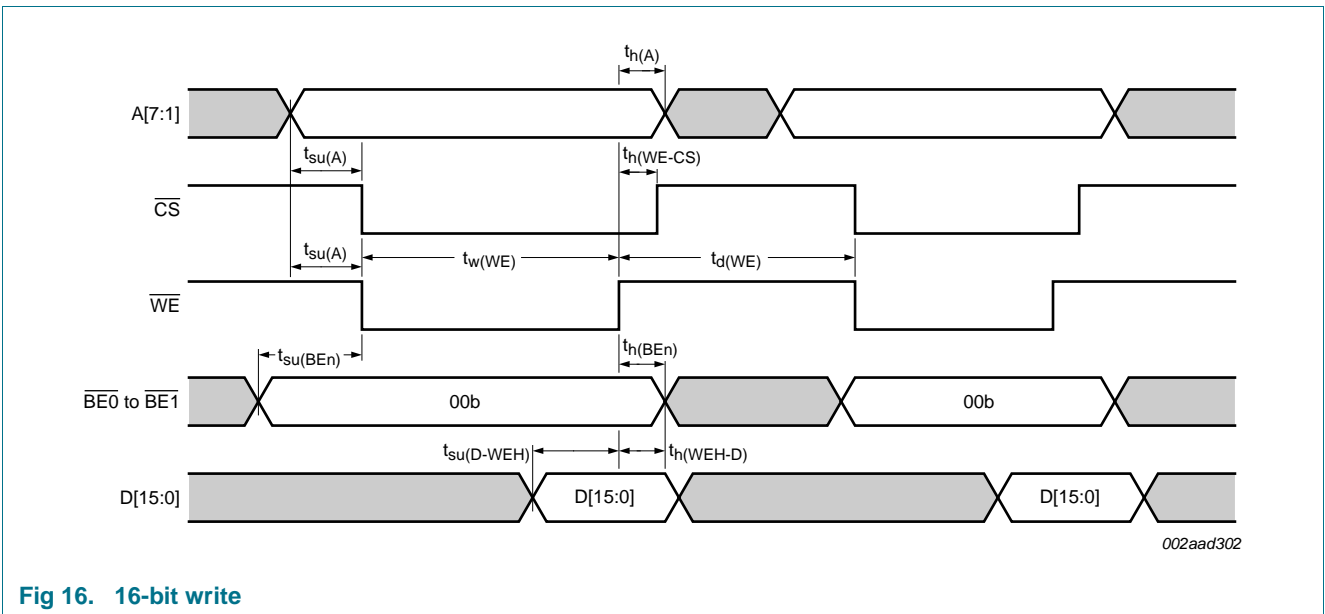 th(A)
A[7:1]
tsu(A)
th(WE-CS)
CS
tsu(A)
tw(WE)
td(WE)
WE
tsu(BEn)
th(BEn)
BE0 to BE1
00b
00b
tsu(D-WEH)
th(WEH-D)
D[15:0]
D[15:0]
D[15:0]
002aad302
Fig 16. 16-bit write